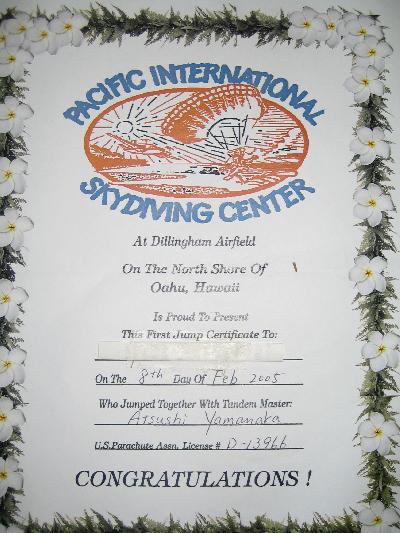 PACIFIC INTERNATIONAL
SKYDIVING CENTER
At Dillingham Airfield
On The North Shore Of
Oahu, Hawaii
Is Proud To Present
This First Jump Certificate To:
On The 8th Day Of Feb 2005
Who Jumped Together With Tandem Master:
Atsushi Yamanaka
U.S.Parachute Assn. License # D-13966
CONGRATULATIONS !